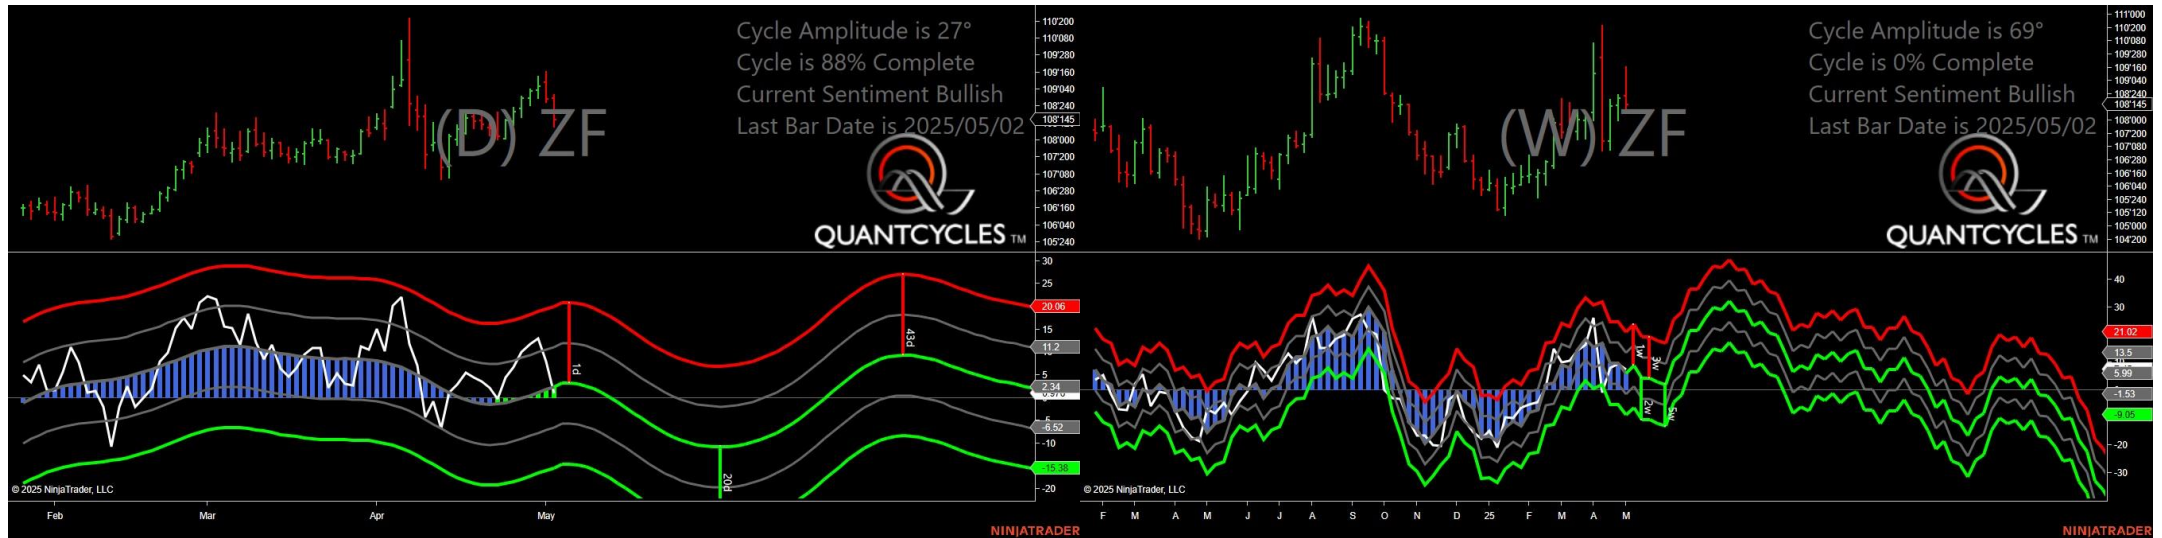 Cycle Amplitude is 27°
Cycle is 88% Complete
Current Sentiment Bullish
Last Bar Date is 2025/05/02
(D) ZF
QUANTCYCLES TM
110'200
110'080
109'280
109'160
109'040
108'240
108'145
108'000
107'200
107'080
106'280
106'160
106'040
105'240
30
25
20.06
15
11.2
5
2.34
-6.52
-10
-15.38
-20
1d
20d
43d
© 2025 NinjaTrader, LLC
Feb
Mar
Apr
May
NINJATRADER
Cycle Amplitude is 69°
Cycle is 0% Complete
Current Sentiment Bullish
Last Bar Date is 2025/05/02
(W) ZF
QUANTCYCLES TM
111'000
110'200
110'080
109'280
109'160
109'040
108'240
108'145
108'000
107'200
107'080
106'280
106'160
106'040
105'240
105'120
105'000
104'200
40
30
21.02
13.5
5.99
-1.53
-9.05
-20
-30
1w
3w
2w
5w
© 2025 NinjaTrader, LLC
F M A M J J A S O N D 25 F M A M
NINJATRADER